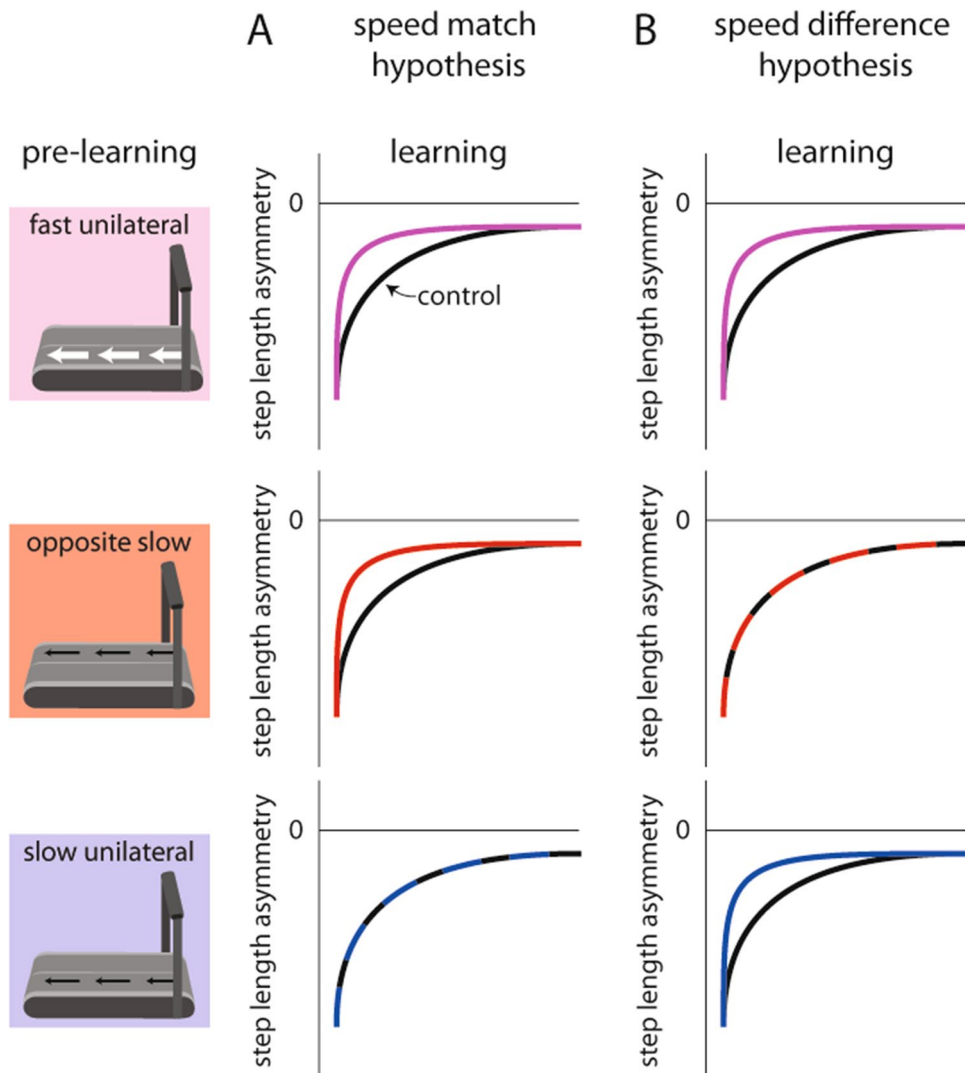 A
speed match
hypothesis
B
speed difference
hypothesis
pre-learning
learning
learning
fast unilateral
step length asymmetry
0
control
step length asymmetry
0
opposite slow
step length asymmetry
0
step length asymmetry
0
slow unilateral
step length asymmetry
0
step length asymmetry
0